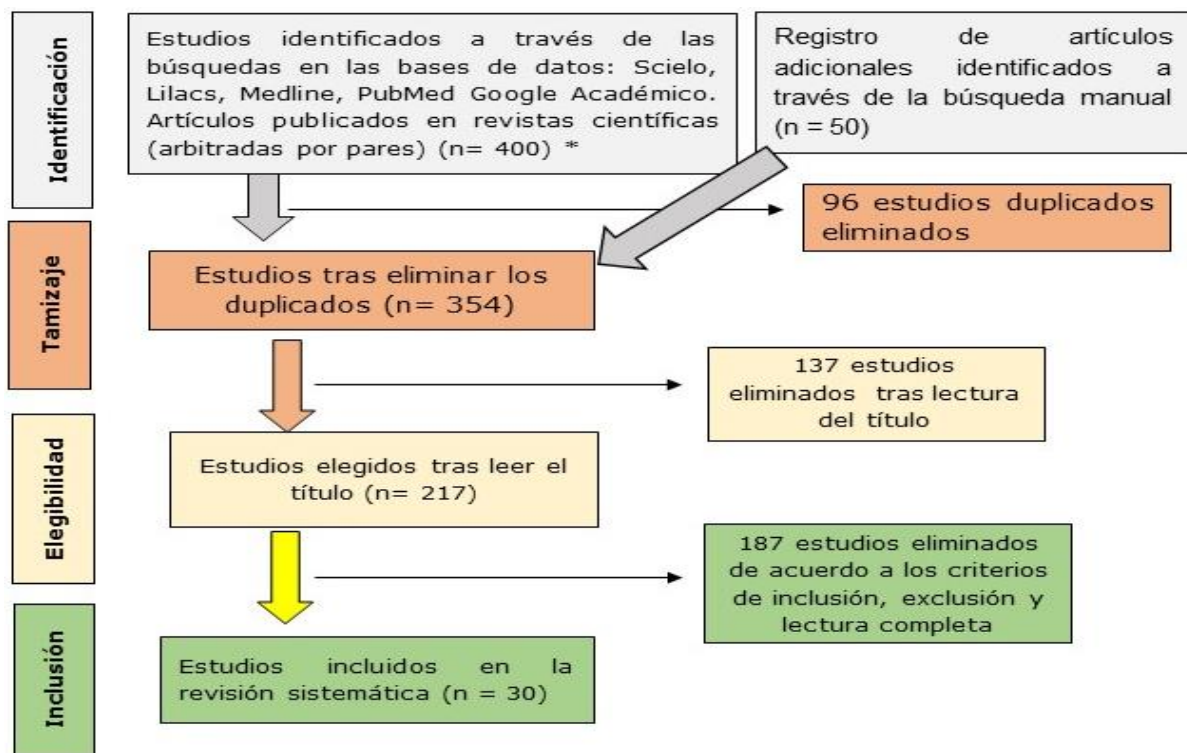 Identificación
Estudios identificados a través de las
búsquedas en las bases de datos: Scielo,
Lilacs, Medline, PubMed Google Académico.
Artículos publicados en revistas científicas
(arbitradas por pares) (n= 400) *
Registro de artículos
adicionales identificados a
través de la búsqueda manual
(n = 50)
96 estudios duplicados
eliminados
Tamizaje
Estudios tras eliminar los
duplicados (n= 354)
137 estudios
eliminados tras lectura
del título
Elegibilidad
Estudios elegidos tras leer el
título (n= 217)
187 estudios eliminados
de acuerdo a los criterios
de inclusión, exclusión y
lectura completa
Inclusión
Estudios incluidos en la
revisión sistemática (n = 30)